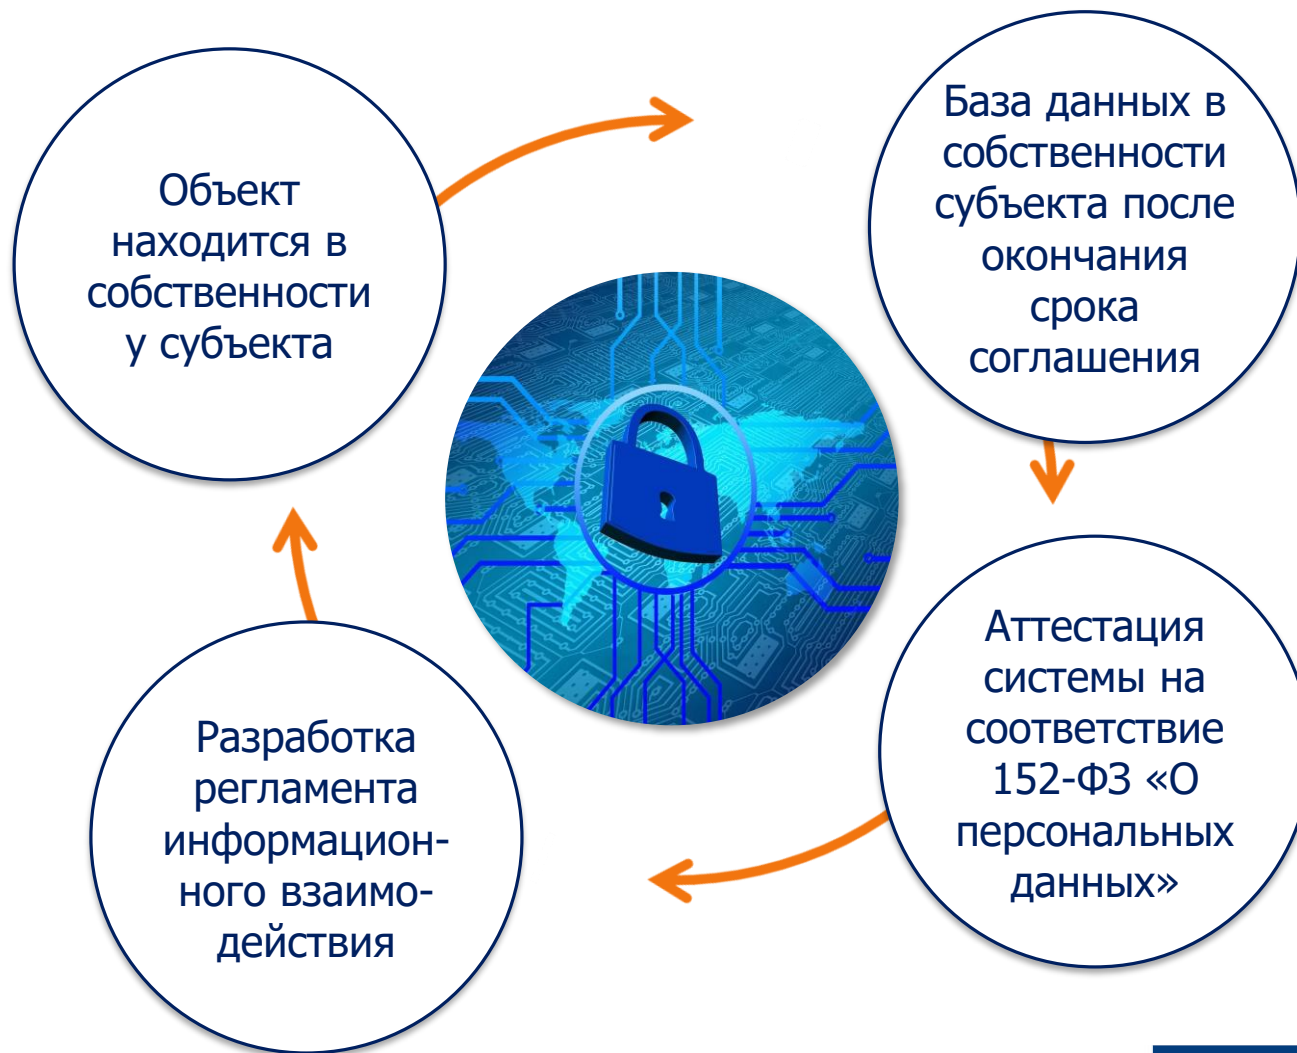 Объект
находится в
собственности
у субъекта
База данных в
собственности
субъекта после
окончания
срока
соглашения
Аттестация
системы на
соответствие
152-ФЗ «О
персональных
данных»
Разработка
регламента
информацион-
ного взаимо-
действия